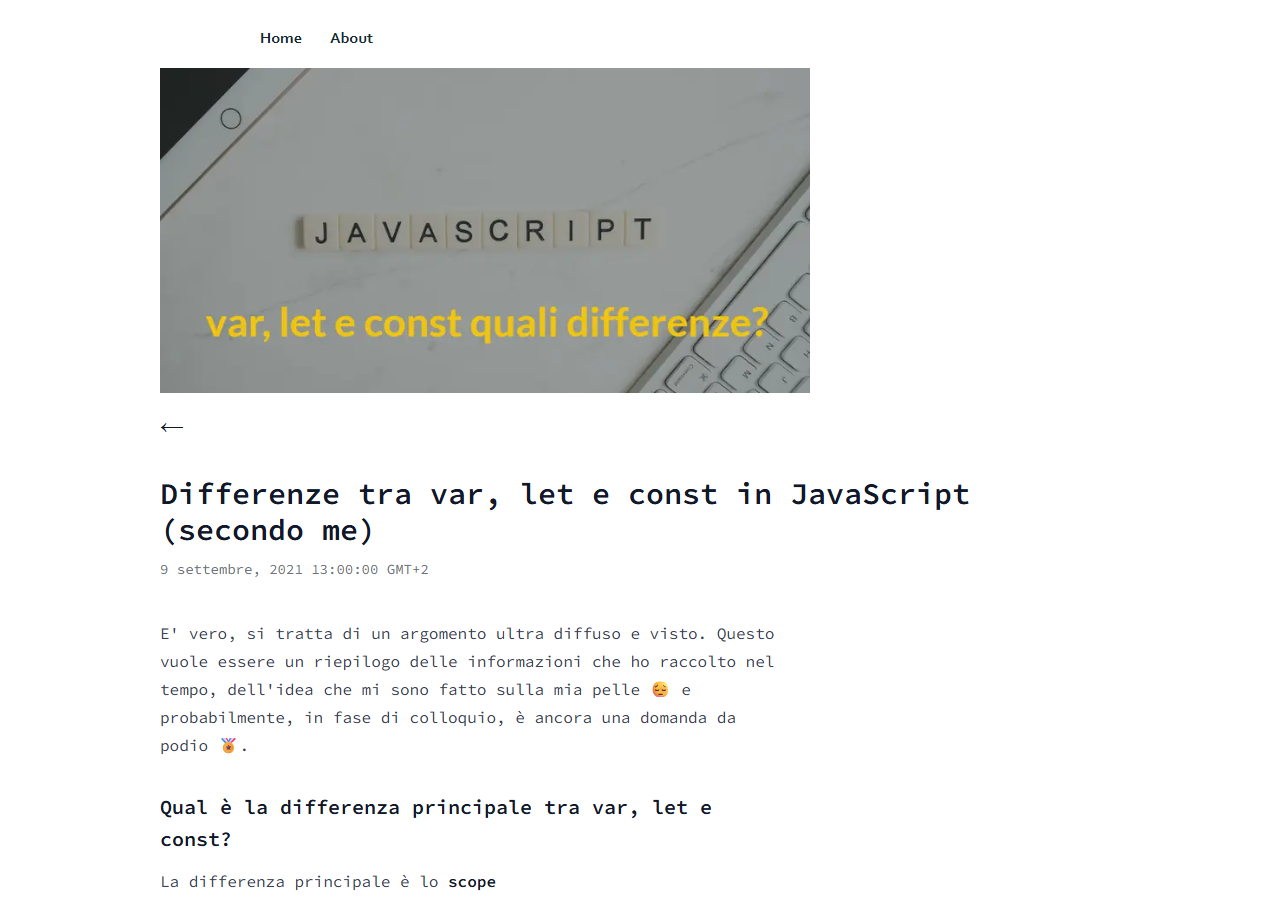 Home About
JAVASCRIPT
var, let e const quali differenze?
←
Differenze tra var, let e const in JavaScript
(secondo me)
9 settembre, 2021 13:00:00 GMT+2
E' vero, si tratta di un argomento ultra diffuso e visto. Questo
vuole essere un riepilogo delle informazioni che ho raccolto nel
tempo, dell'idea che mi sono fatto sulla mia pelle 🥵 e
probabilmente, in fase di colloquio, è ancora una domanda da
podio 🏅.
Qual è la differenza principale tra var, let e
const?
La differenza principale è lo scope